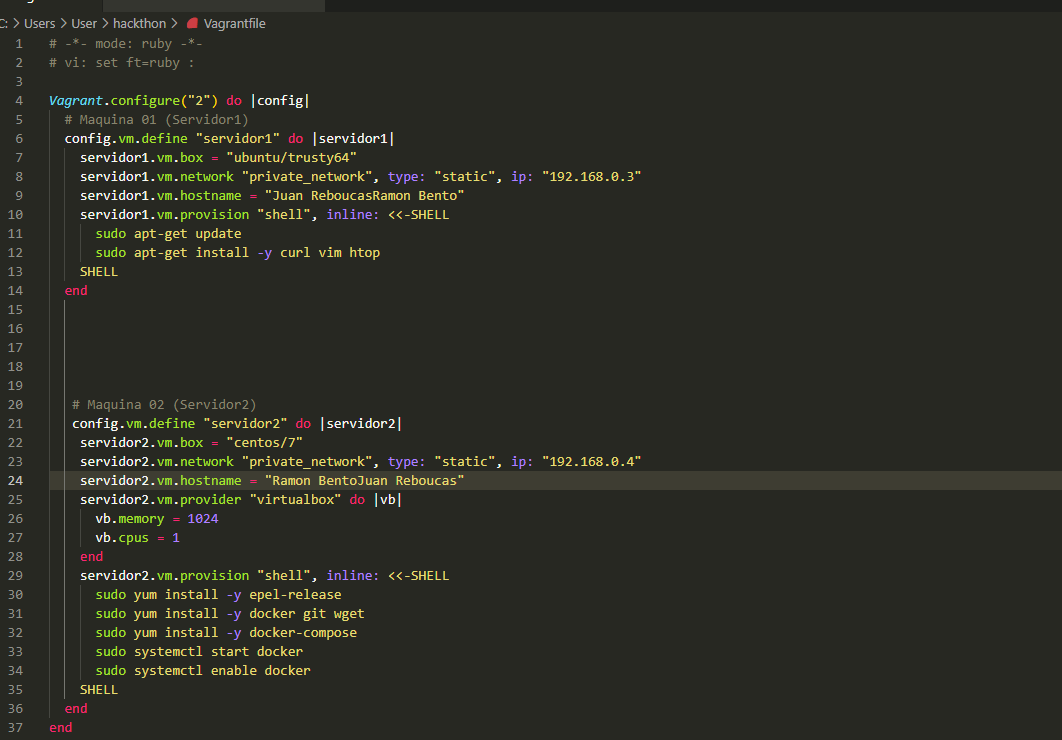 C: > Users > User > hackthon > Vagrantfile
1 # -*- mode: ruby -*-
2 # vi: set ft=ruby :
3
4 Vagrant.configure("2") do |config|
5 # Maquina 01 (Servidor1)
6 config.vm.define "servidor1" do |servidor1|
7 servidor1.vm.box = "ubuntu/trusty64"
8 servidor1.vm.network "private_network", type: "static", ip: "192.168.0.3"
9 servidor1.vm.hostname = "Juan ReboucasRamon Bento"
10 servidor1.vm.provision "shell", inline: <<-SHELL
11 sudo apt-get update
12 sudo apt-get install -y curl vim htop
13 SHELL
14 end
15
16
17
18
19
20 # Maquina 02 (Servidor2)
21 config.vm.define "servidor2" do |servidor2|
22 servidor2.vm.box = "centos/7"
23 servidor2.vm.network "private_network", type: "static", ip: "192.168.0.4"
24 servidor2.vm.hostname = "Ramon BentoJuan Reboucas"
25 servidor2.vm.provider "virtualbox" do |vb|
26 vb.memory = 1024
27 vb.cpus = 1
28 end
29 servidor2.vm.provision "shell", inline: <<-SHELL
30 sudo yum install -y epel-release
31 sudo yum install -y docker git wget
32 sudo yum install -y docker-compose
33 sudo systemctl start docker
34 sudo systemctl enable docker
35 SHELL
36 end
37 end